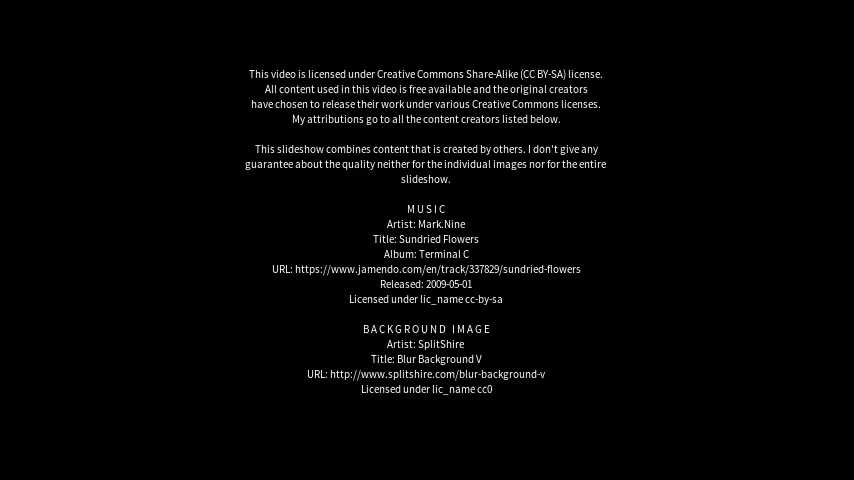 This video is licensed under Creative Commons Share-Alike (CC BY-SA) license.
All content used in this video is free available and the original creators
have chosen to release their work under various Creative Commons licenses.
My attributions go to all the content creators listed below.
This slideshow combines content that is created by others. I don't give any
guarantee about the quality neither for the individual images nor for the entire
slideshow.
MUSIC
Artist: Mark.Nine
Title: Sundried Flowers
Album: Terminal C
URL: https://www.jamendo.com/en/track/337829/sundried-flowers
Released: 2009-05-01
Licensed under lic_name cc-by-sa
BACKGROUND IMAGE
Artist: SplitShire
Title: Blur Background V
URL: http://www.splitshire.com/blur-background-v
Licensed under lic_name cc0